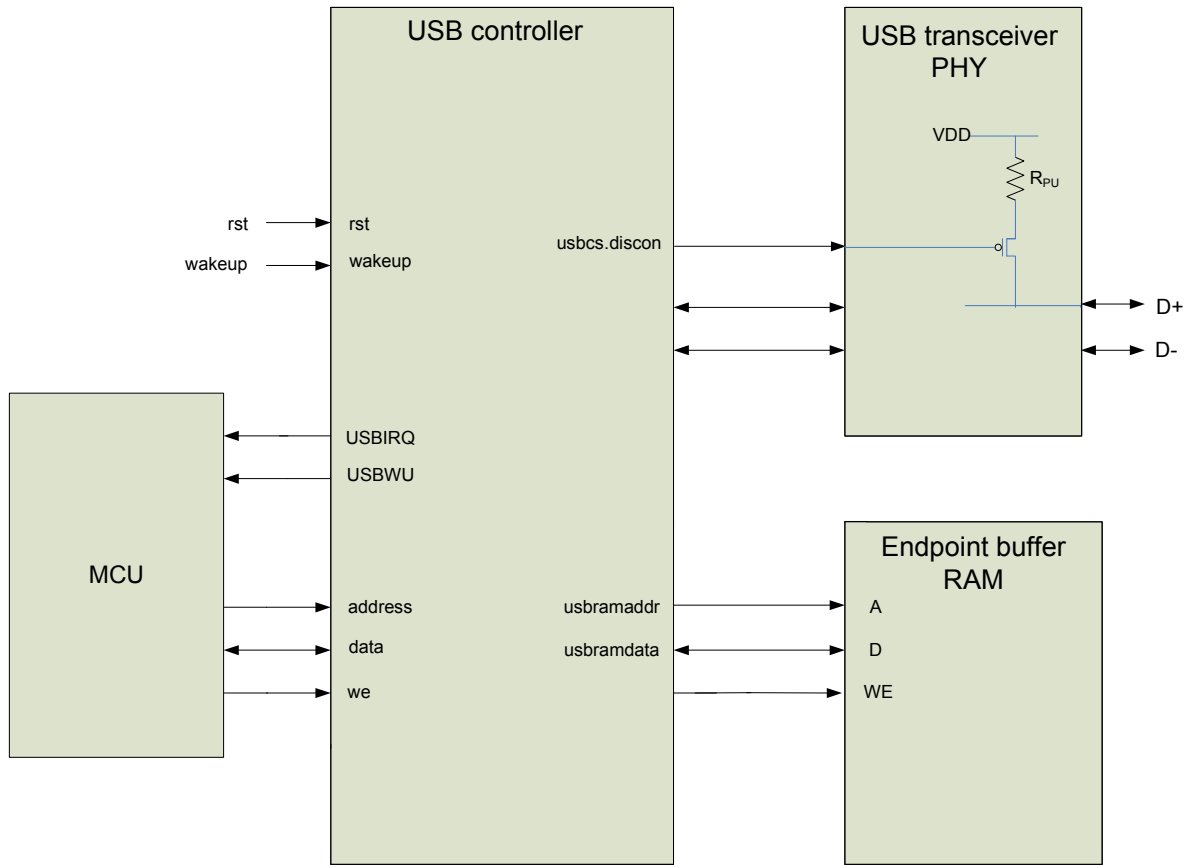 USB controller
USB transceiver
PHY
VDD
RPU
rst
rst
usbcs.discon
wakeup
wakeup
D+
D-
USBIRQ
USBWU
MCU
Endpoint buffer
RAM
address
usbramaddr
A
data
usbramdata
D
we
WE